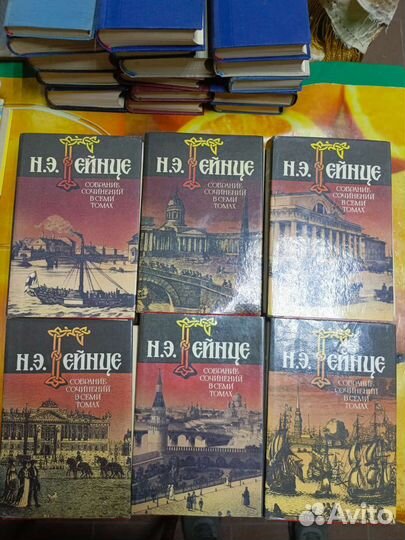 Н.Э. ГЕЙНЦЕ
СОБРАНИЕ
СОЧИНЕНИЙ
В СЕМИ
ТОМАХ
Н.Э. ГЕЙНЦЕ
СОБРАНИЕ
СОЧИНЕНИЙ
В СЕМИ
ТОМАХ
Н.Э. ГЕЙНЦЕ
СОБРАНИЕ
СОЧИНЕНИЙ
В СЕМИ
ТОМАХ
Н.Э. ГЕЙНЦЕ
СОБРАНИЕ
СОЧИНЕНИЙ
В СЕМИ
ТОМАХ
Н.Э. ГЕЙНЦЕ
СОБРАНИЕ
СОЧИНЕНИЙ
В СЕМИ
ТОМАХ
Н.Э. ГЕЙНЦЕ
СОБРАНИЕ
СОЧИНЕНИЙ
В СЕМИ
ТОМАХ
Avito